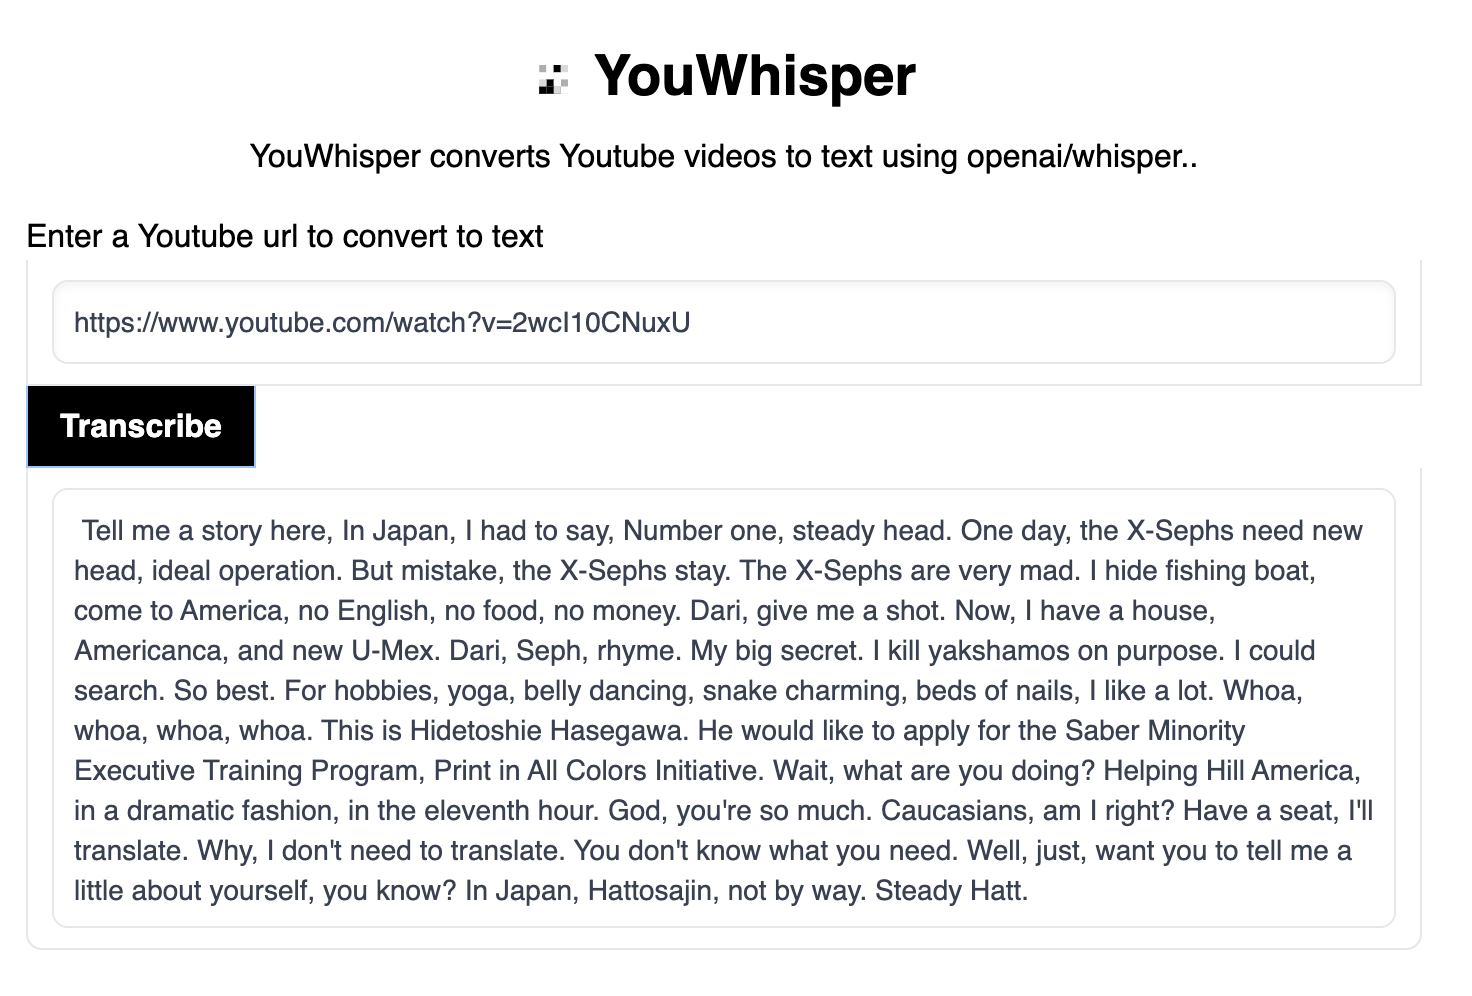 YouWhisper
YouWhisper converts Youtube videos to text using openai/whisper..
Enter a Youtube url to convert to text
https://www.youtube.com/watch?v=2wcI10CNuxU
Transcribe
Tell me a story here, In Japan, I had to say, Number one, steady head. One day, the X-Sephs need new
head, ideal operation. But mistake, the X-Sephs stay. The X-Sephs are very mad. I hide fishing boat,
come to America, no English, no food, no money. Dari, give me a shot. Now, I have a house,
Americanca, and new U-Mex. Dari, Seph, rhyme. My big secret. I kill yakshamos on purpose. I could
search. So best. For hobbies, yoga, belly dancing, snake charming, beds of nails, I like a lot. Whoa,
whoa, whoa, whoa. This is Hidetoshie Hasegawa. He would like to apply for the Saber Minority
Executive Training Program, Print in All Colors Initiative. Wait, what are you doing? Helping Hill America,
in a dramatic fashion, in the eleventh hour. God, you're so much. Caucasians, am I right? Have a seat, I'll
translate. Why, I don't need to translate. You don't know what you need. Well, just, want you to tell me a
little about yourself, you know? In Japan, Hattosajin, not by way. Steady Hatt.